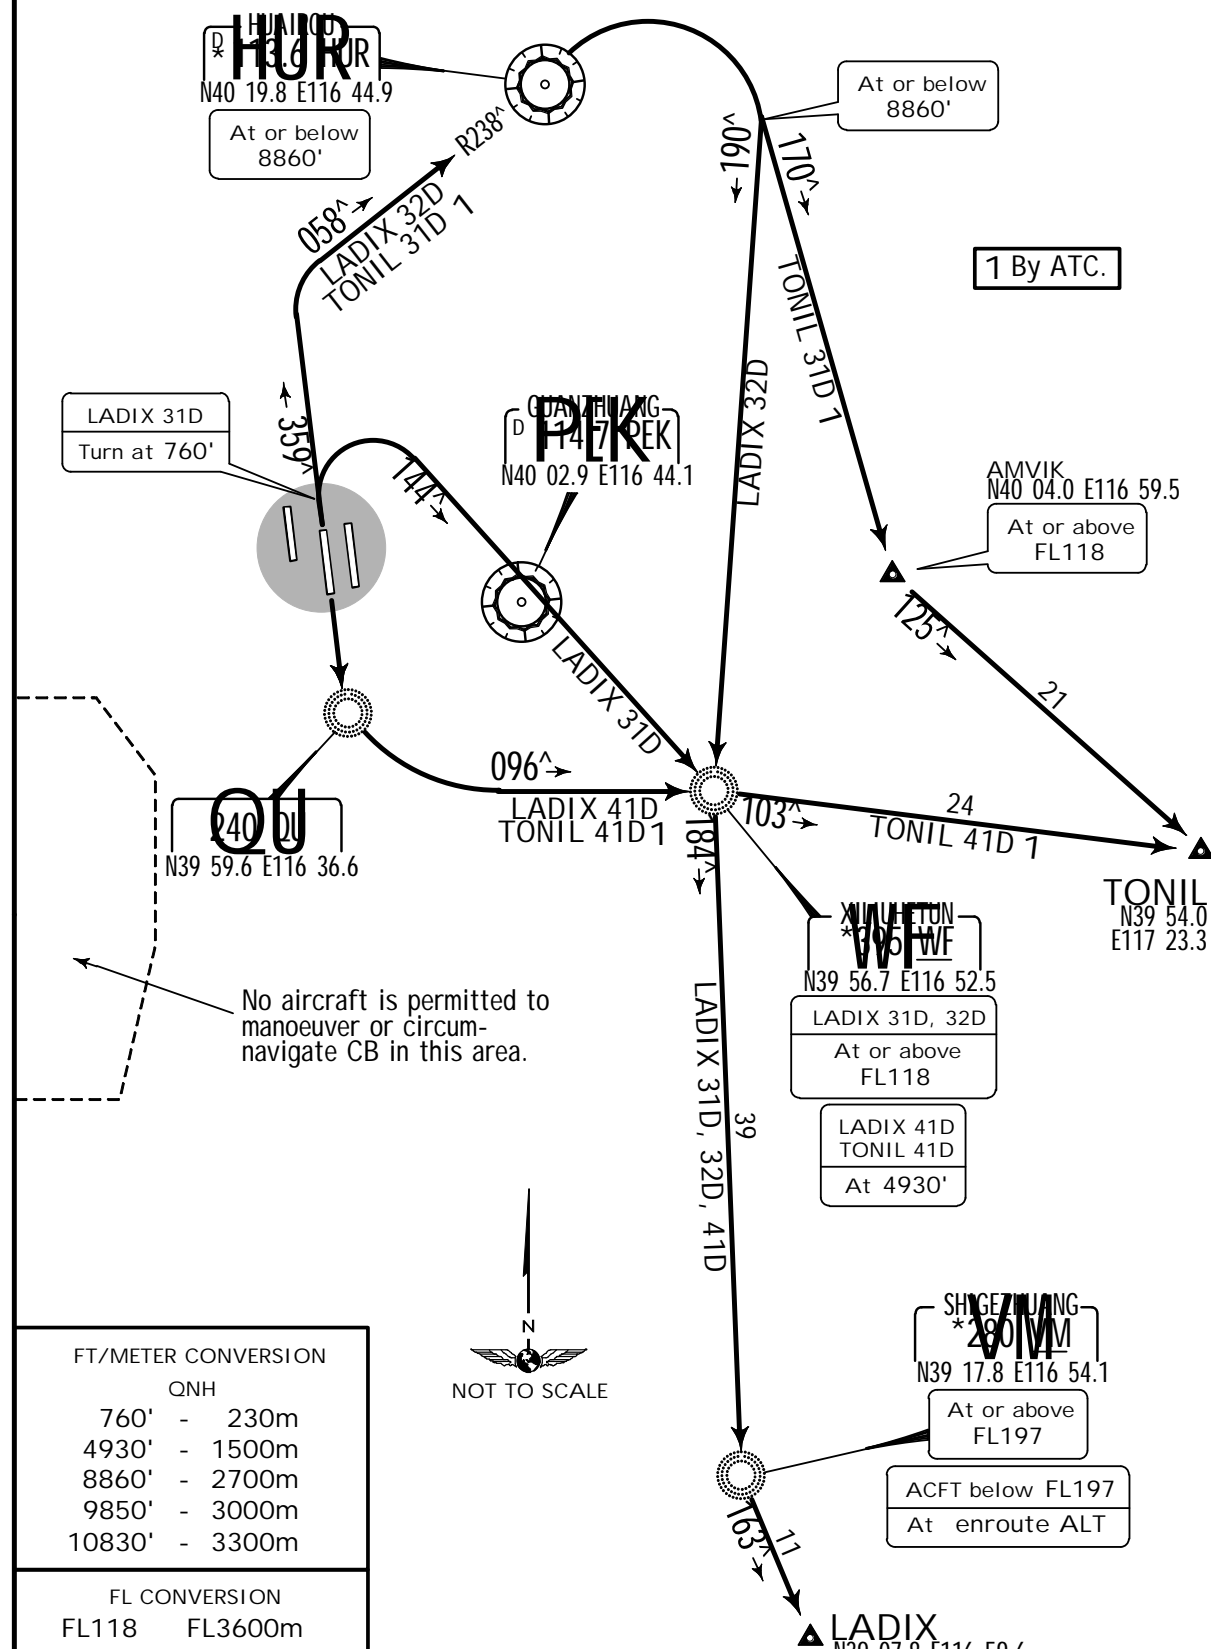 HUAIROU
D
* 113.6 HUR
HUR
N40 19.8 E116 44.9
At or below
8860'
R238^
058^
LADIX 32D
TONIL 31D 1
At or below
8860'
190^
170^
TONIL 31D 1
LADIX 32D
1 By ATC.
LADIX 31D
Turn at 760'
359^
144^
GUANZHUANG
D 114.7 PEK
PEK
N40 02.9 E116 44.1
LADIX 31D
AMVIK
N40 04.0 E116 59.5
At or above
FL118
125^
21
240 QU
QU
N39 59.6 E116 36.6
096^
LADIX 41D
TONIL 41D 1
184^
103^
24
TONIL 41D 1
TONIL
N39 54.0
E117 23.3
XILIUHETUN
*395 WF
WF
N39 56.7 E116 52.5
LADIX 31D, 32D
At or above
FL118
LADIX 41D
TONIL 41D
At 4930'
No aircraft is permitted to
manoeuver or circum-
navigate CB in this area.
LADIX 31D, 32D, 41D
39
N
NOT TO SCALE
SHIGEZHUANG
*280 VM
VM
N39 17.8 E116 54.1
At or above
FL197
ACFT below FL197
At enroute ALT
163^
11
LADIX
FT/METER CONVERSION
QNH
760' - 230m
4930' - 1500m
8860' - 2700m
9850' - 3000m
10830' - 3300m
FL CONVERSION
FL118 FL3600m